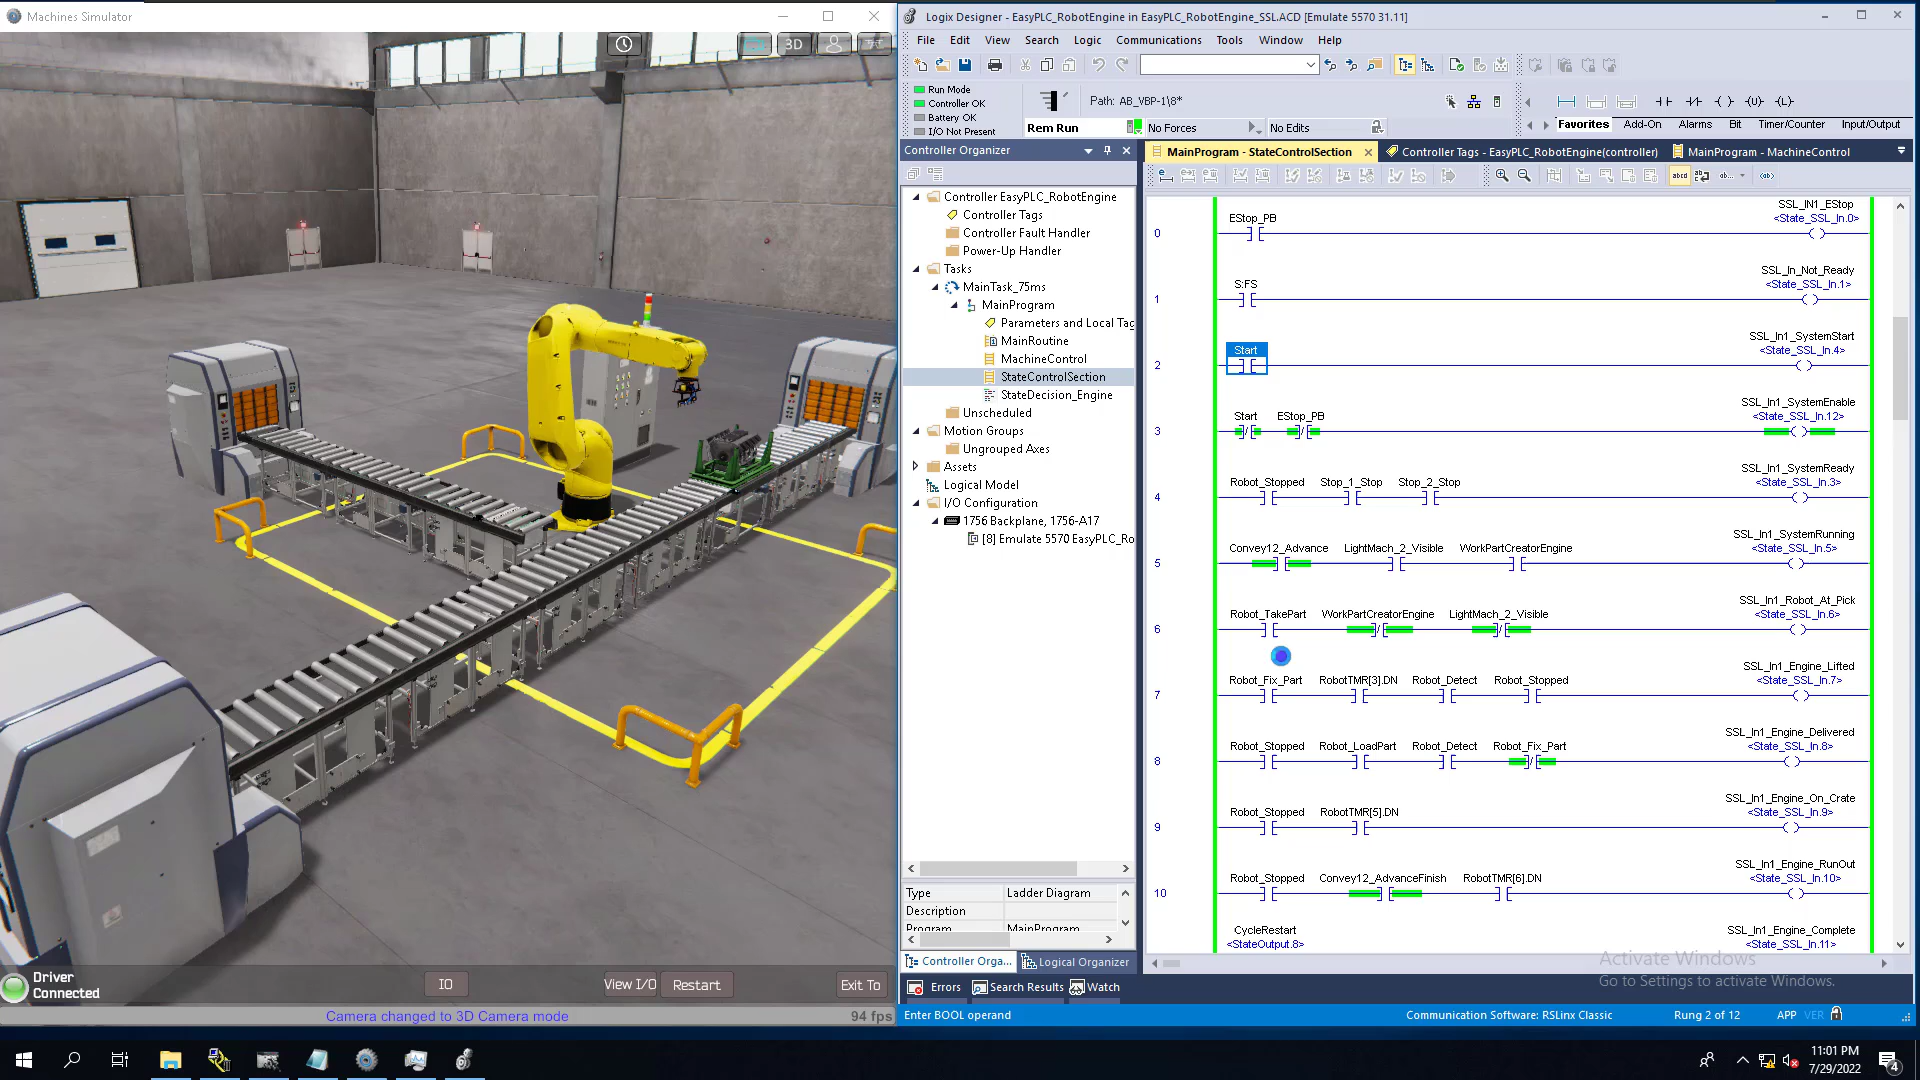 Machines Simulator
3D
Driver
Connected
IO
View I/O
Restart
Exit To
Camera changed to 3D Camera mode
94 fps
Logix Designer - EasyPLC_RobotEngine in EasyPLC_RobotEngine_SSL.ACD [Emulate 5570 31.11]
File Edit View Search Logic Communications Tools Window Help
Run Mode
Controller OK
Battery OK
I/O Not Present
Path: AB_VBP-1\8*
Rem Run
No Forces
No Edits
Favorites Add-On Alarms Bit Timer/Counter Input/Output
Controller Organizer
Controller EasyPLC_RobotEngine
Controller Tags
Controller Fault Handler
Power-Up Handler
Tasks
MainTask_75ms
MainProgram
Parameters and Local Tag
MainRoutine
MachineControl
StateControlSection
StateDecision_Engine
Unscheduled
Motion Groups
Ungrouped Axes
Assets
Logical Model
I/O Configuration
1756 Backplane, 1756-A17
[8] Emulate 5570 EasyPLC_Ro
Type Ladder Diagram
Description
Program MainProgram
Controller Orga...
Logical Organizer
MainProgram - StateControlSection
Controller Tags - EasyPLC_RobotEngine(controller)
MainProgram - MachineControl
SSL_IN1_EStop
EStop_PB <State_SSL_In.0>
0
SSL_In_Not_Ready
S:FS <State_SSL_In.1>
1
SSL_In1_SystemStart
Start <State_SSL_In.4>
2
SSL_In1_SystemEnable
Start EStop_PB <State_SSL_In.12>
3
SSL_In1_SystemReady
Robot_Stopped Stop_1_Stop Stop_2_Stop <State_SSL_In.3>
4
SSL_In1_SystemRunning
Convey12_Advance LightMach_2_Visible WorkPartCreatorEngine <State_SSL_In.5>
5
SSL_In1_Robot_At_Pick
Robot_TakePart WorkPartCreatorEngine LightMach_2_Visible <State_SSL_In.6>
6
SSL_In1_Engine_Lifted
Robot_Fix_Part RobotTMR[3].DN Robot_Detect Robot_Stopped <State_SSL_In.7>
7
SSL_In1_Engine_Delivered
Robot_Stopped Robot_LoadPart Robot_Detect Robot_Fix_Part <State_SSL_In.8>
8
SSL_In1_Engine_On_Crate
Robot_Stopped RobotTMR[5].DN <State_SSL_In.9>
9
SSL_In1_Engine_RunOut
Robot_Stopped Convey12_AdvanceFinish RobotTMR[6].DN <State_SSL_In.10>
10
CycleRestart SSL_In1_Engine_Complete
<StateOutput.8> <State_SSL_In.11>
Activate Windows
Go to Settings to activate Windows.
Errors Search Results Watch
Enter BOOL operand
Communication Software: RSLinx Classic
Rung 2 of 12
APP VER
11:01 PM
7/29/2022
4